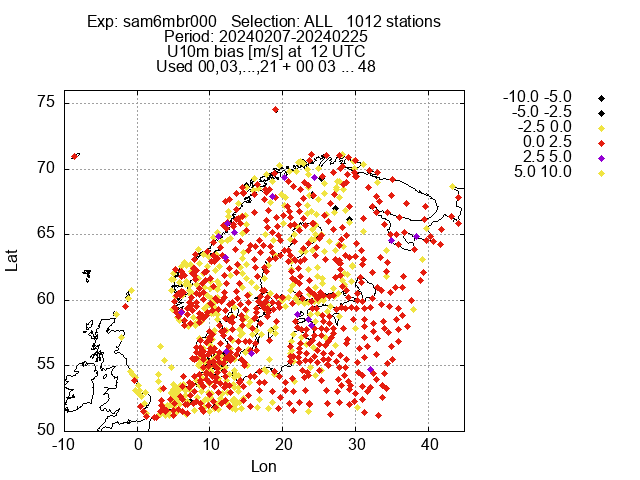 Exp: sam6mbr000   Selection: ALL   1012 stations
Period: 20240207-20240225
U10m bias [m/s] at  12 UTC
Used 00,03,...,21 + 00 03 ... 48
-10.0 -5.0
-5.0 -2.5
-2.5 0.0
0.0 2.5
2.5 5.0
5.0 10.0
75
70
65
60
55
50
Lat
-10 0 10 20 30 40
Lon